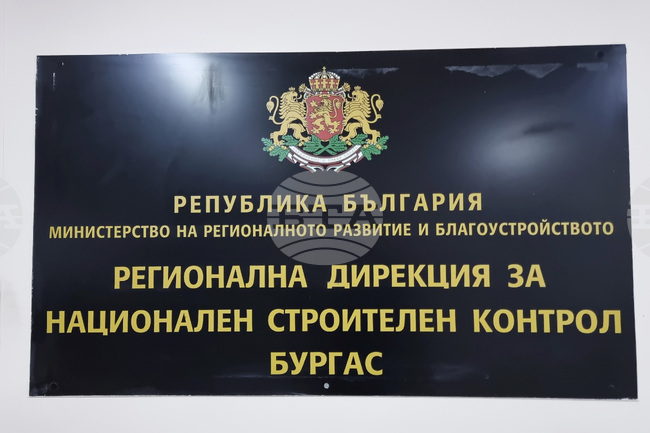 РЕПУБЛИКА БЪЛГАРИЯ
МИНИСТЕРСТВО НА РЕГИОНАЛНОТО РАЗВИТИЕ И БЛАГОУСТРОЙСТВОТО
РЕГИОНАЛНА ДИРЕКЦИЯ ЗА
НАЦИОНАЛЕН СТРОИТЕЛЕН КОНТРОЛ
БУРГАС